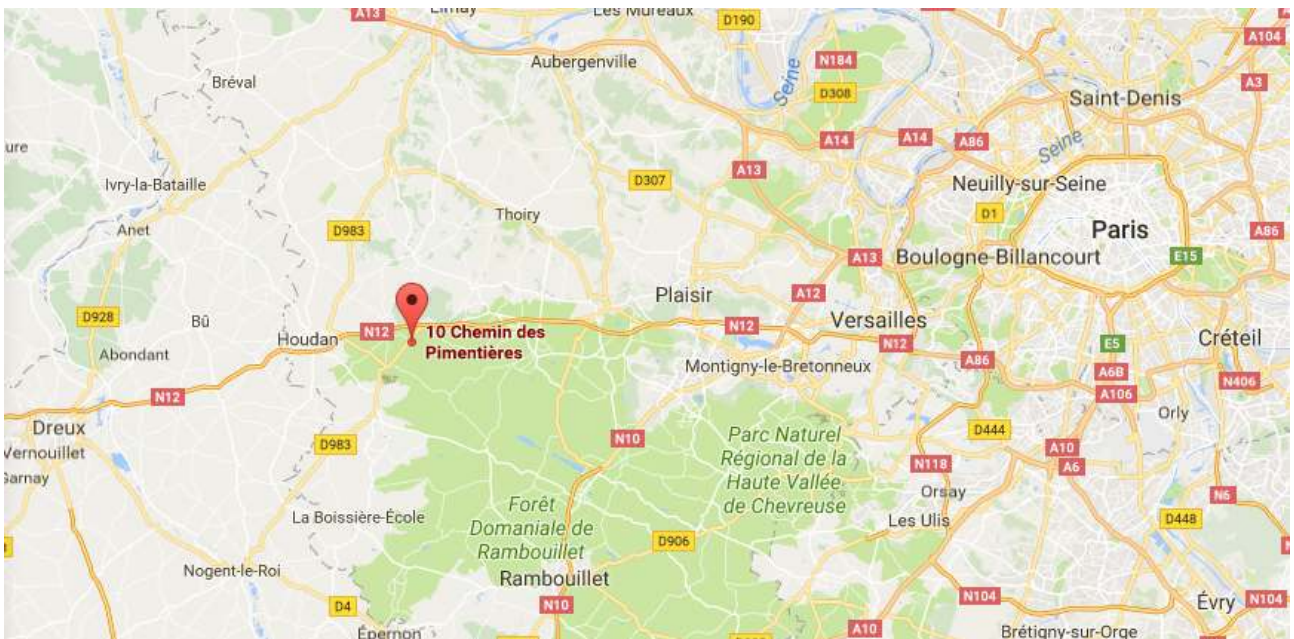 A13
Limay
Les Mureaux
D190
A104
Bréval
Aubergenville
N184
Seine
D308
A3
Saint-Denis
A14
A14
A86
Seine
ure
Ivry-la-Bataille
D307
A13
Neuilly-sur-Seine
Anet
D983
Thoiry
D1
Paris
A86
A13
Boulogne-Billancourt
E15
D928
Bû
Plaisir
A12
Houdan
N12
10 Chemin des
Pimentières
N12
Versailles
N12
Créteil
Abondant
Montigny-le-Bretonneux
A86
E5
A6B
N406
N12
A106
Dreux
Orly
Vernouillet
D983
N10
Parc Naturel
Régional de la
Haute Vallée
de Chevreuse
D444
A10
A6
Garnay
N118
Orsay
N6
La Boissière-École
Forêt
Domaniale de
Rambouillet
Les Ulis
D448
D906
Nogent-le-Roi
Rambouillet
N104
N104
D4
N10
Évry
Épernon
A10
Brétigny-sur-Orge